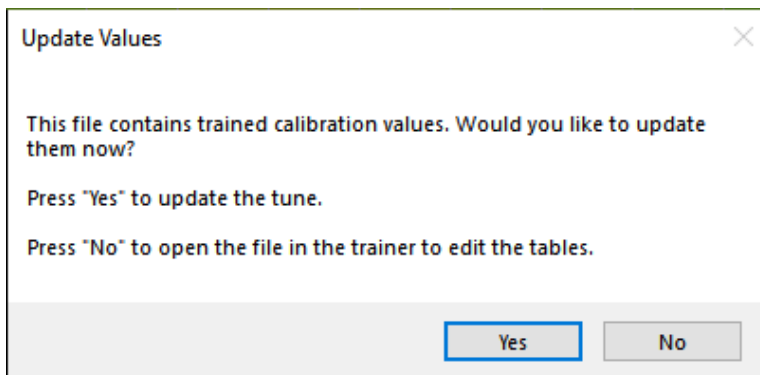 Update Values
This file contains trained calibration values. Would you like to update
them now?
Press "Yes" to update the tune.
Press "No" to open the file in the trainer to edit the tables.
Yes
No